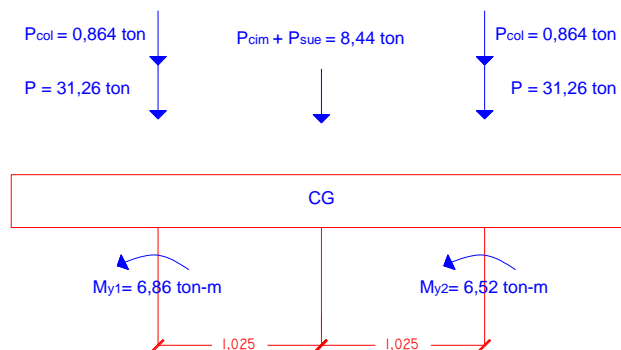 Pcol = 0,864 ton
Pcim + Psue = 8,44 ton
Pcol = 0,864 ton
P = 31,26 ton
P = 31,26 ton
CG
My1= 6,86 ton-m
My2= 6,52 ton-m
1,025
1,025